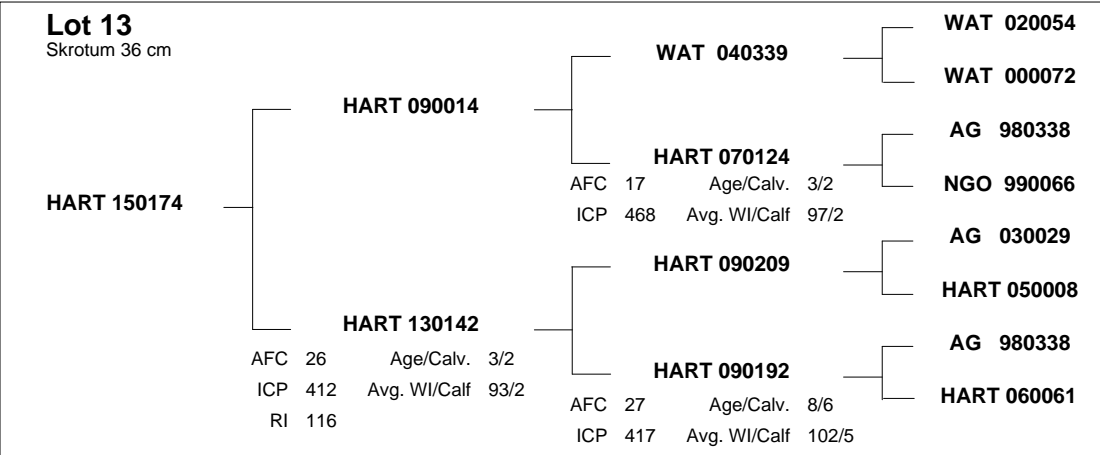 Lot 13
Skrotum 36 cm
HART 150174
HART 090014
HART 130142
AFC 26 Age/Calv. 3/2
ICP 412 Avg. WI/Calf 93/2
RI 116
WAT 040339
HART 070124
AFC 17 Age/Calv. 3/2
ICP 468 Avg. WI/Calf 97/2
HART 090209
HART 090192
AFC 27 Age/Calv. 8/6
ICP 417 Avg. WI/Calf 102/5
WAT 020054
WAT 000072
AG 980338
NGO 990066
AG 030029
HART 050008
AG 980338
HART 060061